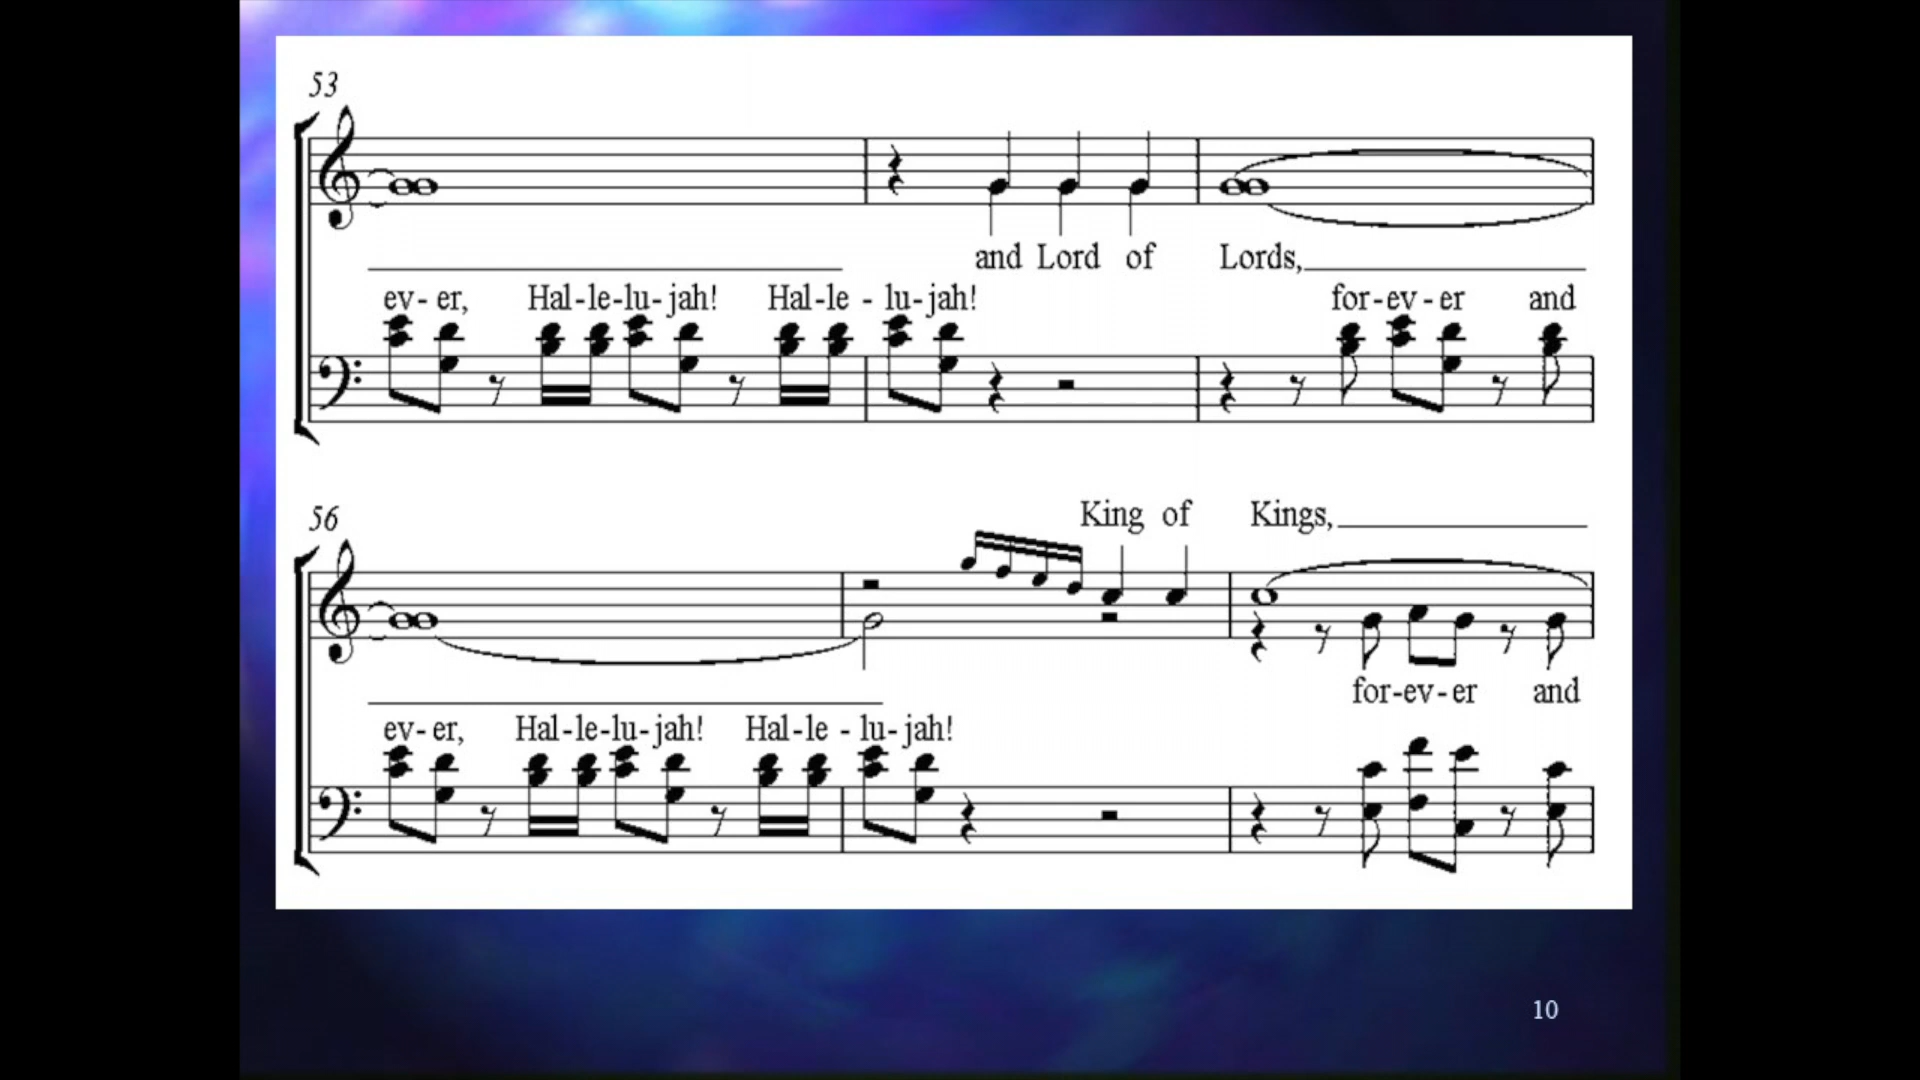 53
and Lord of Lords,
ev- er, Hal-le-lu-jah! Hal-le - lu-jah! for-ev-er and
56
King of Kings,
for-ev-er and
ev- er, Hal-le-lu-jah! Hal-le - lu-jah!
10